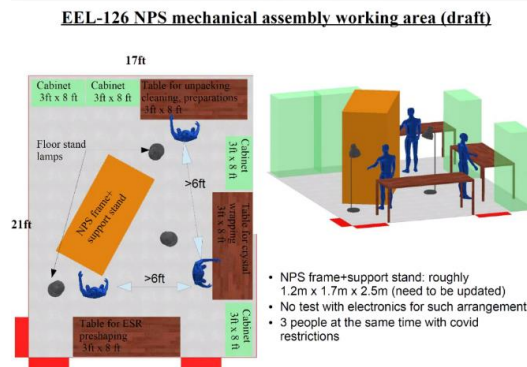 EEL-126 NPS mechanical assembly working area (draft)
17ft
Cabinet
3ft x 8 ft
Cabinet
3ft x 8 ft
Table for unpacking
cleaning, preparations
3ft x 8 ft
Floor stand
lamps
Cabinet
3ft x 8 ft
>6ft
NPS frame+
support stand
21ft
Table for crystal
wrapping
3ft x 8 ft
>6ft
Table for ESR
preshaping
3ft x 8 ft
Cabinet
3ft x 8 ft
• NPS frame+support stand: roughly
1.2m x 1.7m x 2.5m (need to be updated)
• No test with electronics for such arrangement
• 3 people at the same time with covid
restrictions